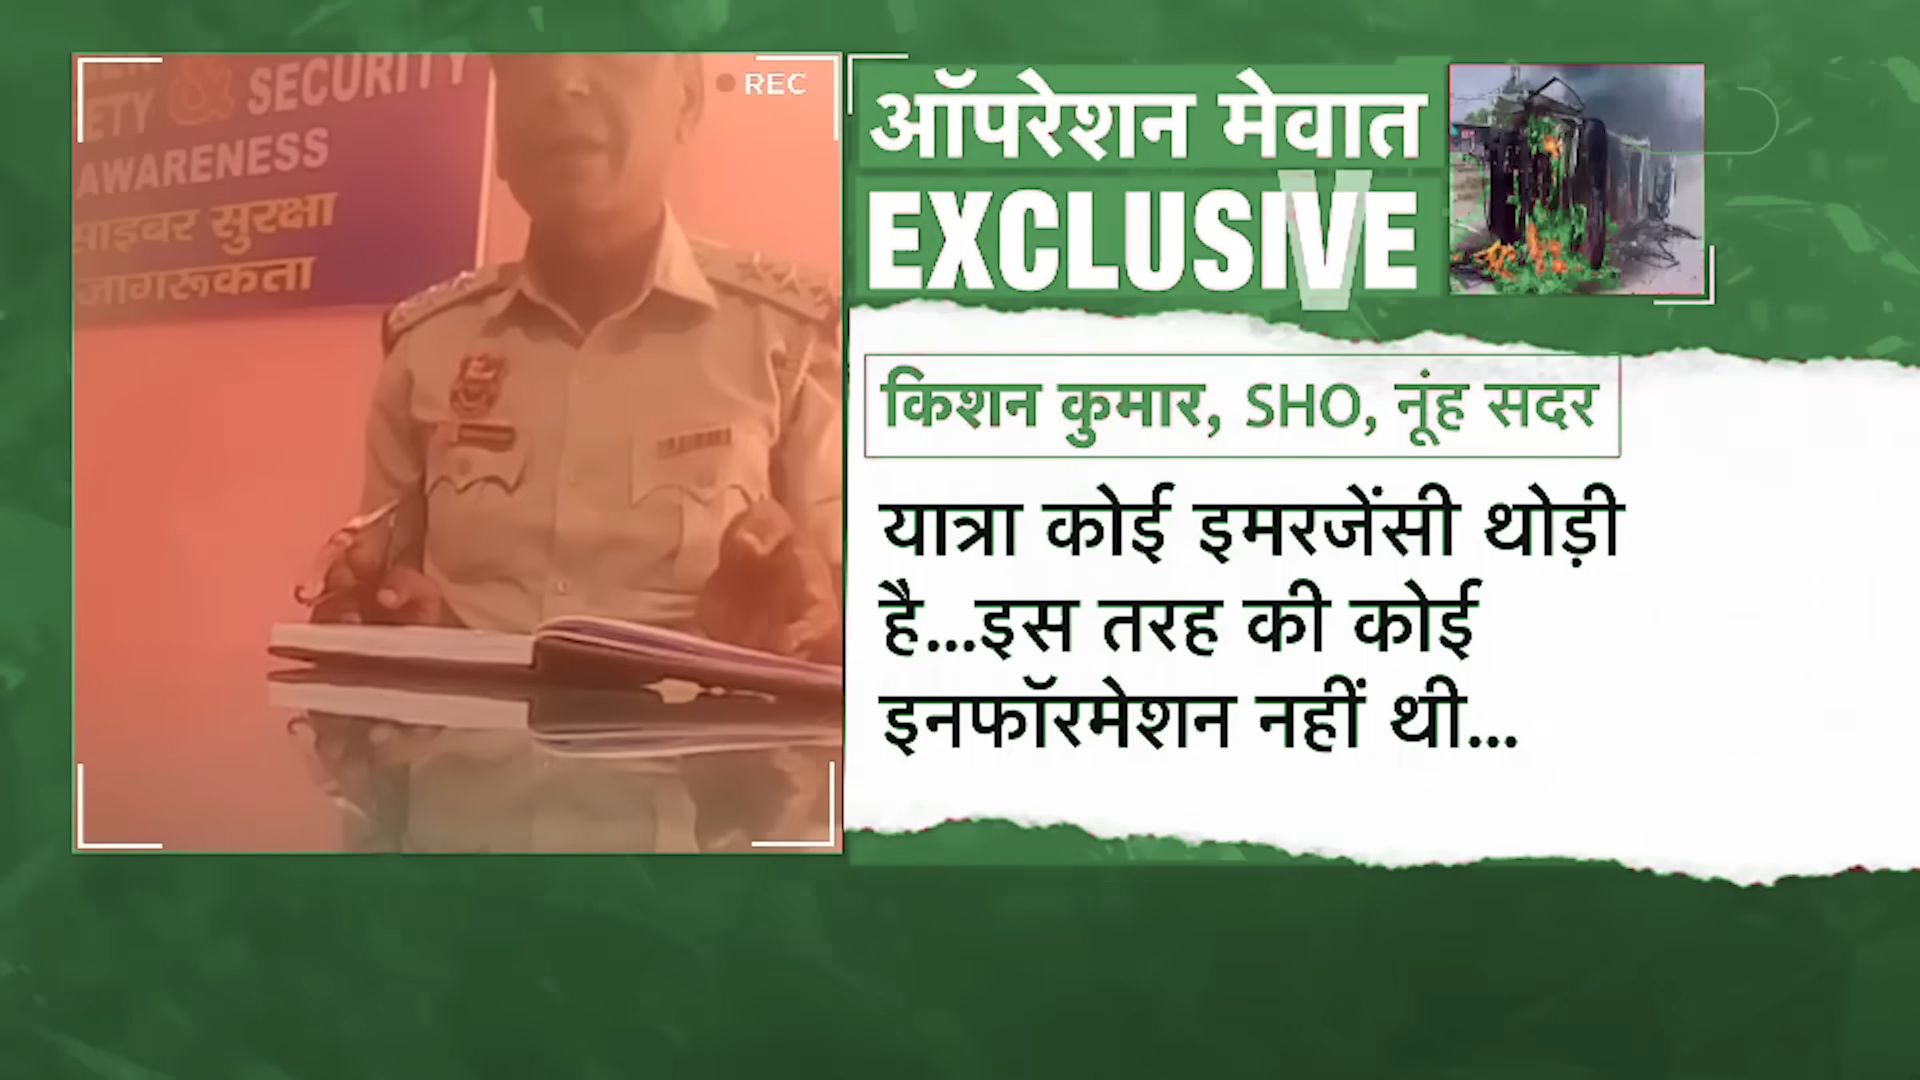 SECURITY
REC
AWARENESS
साइबर सुरक्षा
जागरूकता
ऑपरेशन मेवात
EXCLUSIVE
किशन कुमार, SHO, नूंह सदर
यात्रा कोई इमरजेंसी थोड़ी
है...इस तरह की कोई
इनफॉरमेशन नहीं थी...